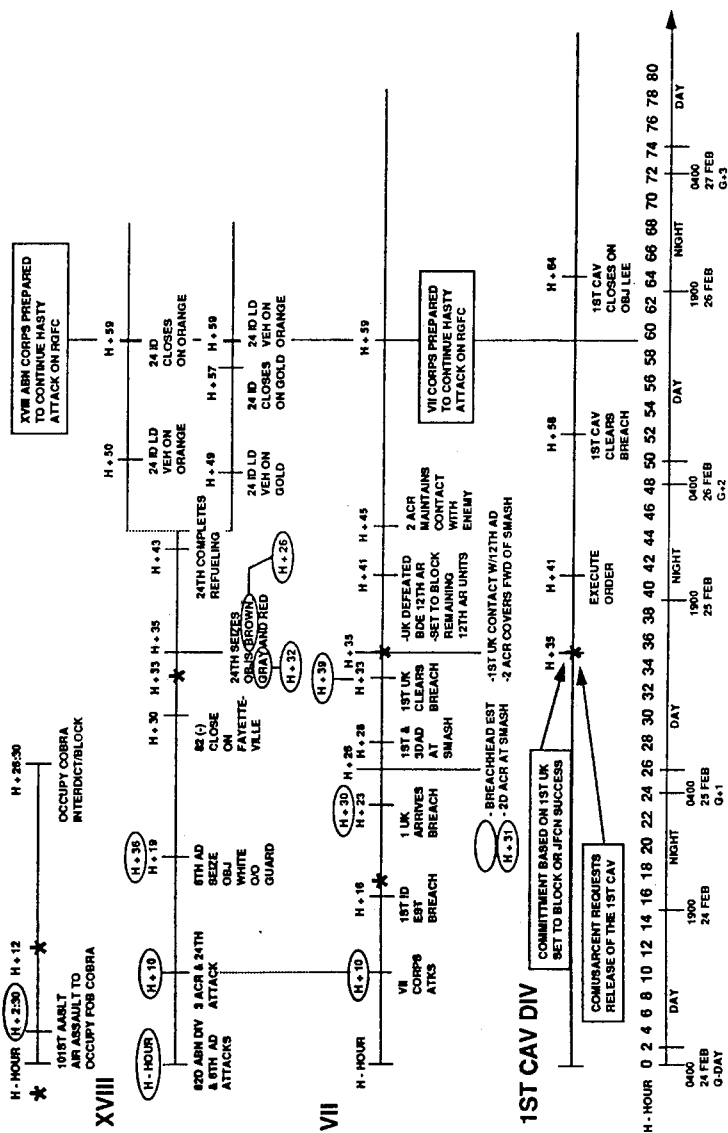 H - HOUR
H + 2:30
H + 12
H + 26:30
101ST AASLT
AIR ASSAULT TO
OCCUPY FOB COBRA
OCCUPY COBRA
INTERDICT/BLOCK
XVIII ABN CORPS PREPARED
TO CONTINUE HASTY
ATTACK ON RGFC
XVIII
H - HOUR
H + 10
H + 36
H + 19
H + 30
H + 33
H + 35
H + 43
H + 50
H + 59
82D ABN DIV
& 6TH AD
ATTACKS
3 ACR & 24TH
ATTACK
6TH AD
SEIZE
OBJ
WHITE
O/O
GUARD
82 (-)
CLOSE
ON
FAYETTE-
VILLE
24TH SEIZES
OBJS BROWN
GRAY AND RED
H + 32
H + 26
24TH COMPLETES
REFUELING
24 ID LD
VEH ON
ORANGE
24 ID
CLOSES
ON ORANGE
H + 49
H + 57
H + 59
24 ID LD
VEH ON
GOLD
24 ID
CLOSES
ON GOLD
24 ID LD
VEH ON
ORANGE
VII
H - HOUR
H + 10
H + 16
H + 30
H + 23
H + 26
H + 28
H + 39
H + 33
H + 35
H + 41
H + 45
H + 59
VII
CORPS
ATKS
1ST ID
EST
BREACH
1 UK
ARRIVES
BREACH
1ST &
3DAD
AT
SMASH
1ST UK
CLEARS
BREACH
-UK DEFEATED
BDE 12TH AR
-SET TO BLOCK
REMAINING
12TH AR UNITS
2 ACR
MAINTAINS
CONTACT
WITH
ENEMY
VII CORPS PREPARED
TO CONTINUE HASTY
ATTACK ON RGFC
- BREACHHEAD EST
- 2D ACR AT SMASH
H + 31
-1ST UK CONTACT W/12TH AD
-2 ACR COVERS FWD OF SMASH
1ST CAV DIV
COMMITTMENT BASED ON 1ST UK
SET TO BLOCK OR JFCN SUCCESS
COMUSARCENT REQUESTS
RELEASE OF THE 1ST CAV
H + 35
H + 41
H + 58
H + 64
EXECUTE
ORDER
1ST CAV
CLEARS
BREACH
1ST CAV
CLOSES ON
OBJ LEE
H - HOUR 0 2 4 6 8 10 12 14 16 18 20 22 24 26 28 30 32 34 36 38 40 42 44 46 48 50 52 54 56 58 60 62 64 66 68 70 72 74 76 78 80
DAY NIGHT DAY NIGHT DAY NIGHT DAY
0400
24 FEB
G-DAY
1900
24 FEB
0400
25 FEB
G+1
1900
25 FEB
0400
26 FEB
G+2
1900
26 FEB
0400
27 FEB
G+3